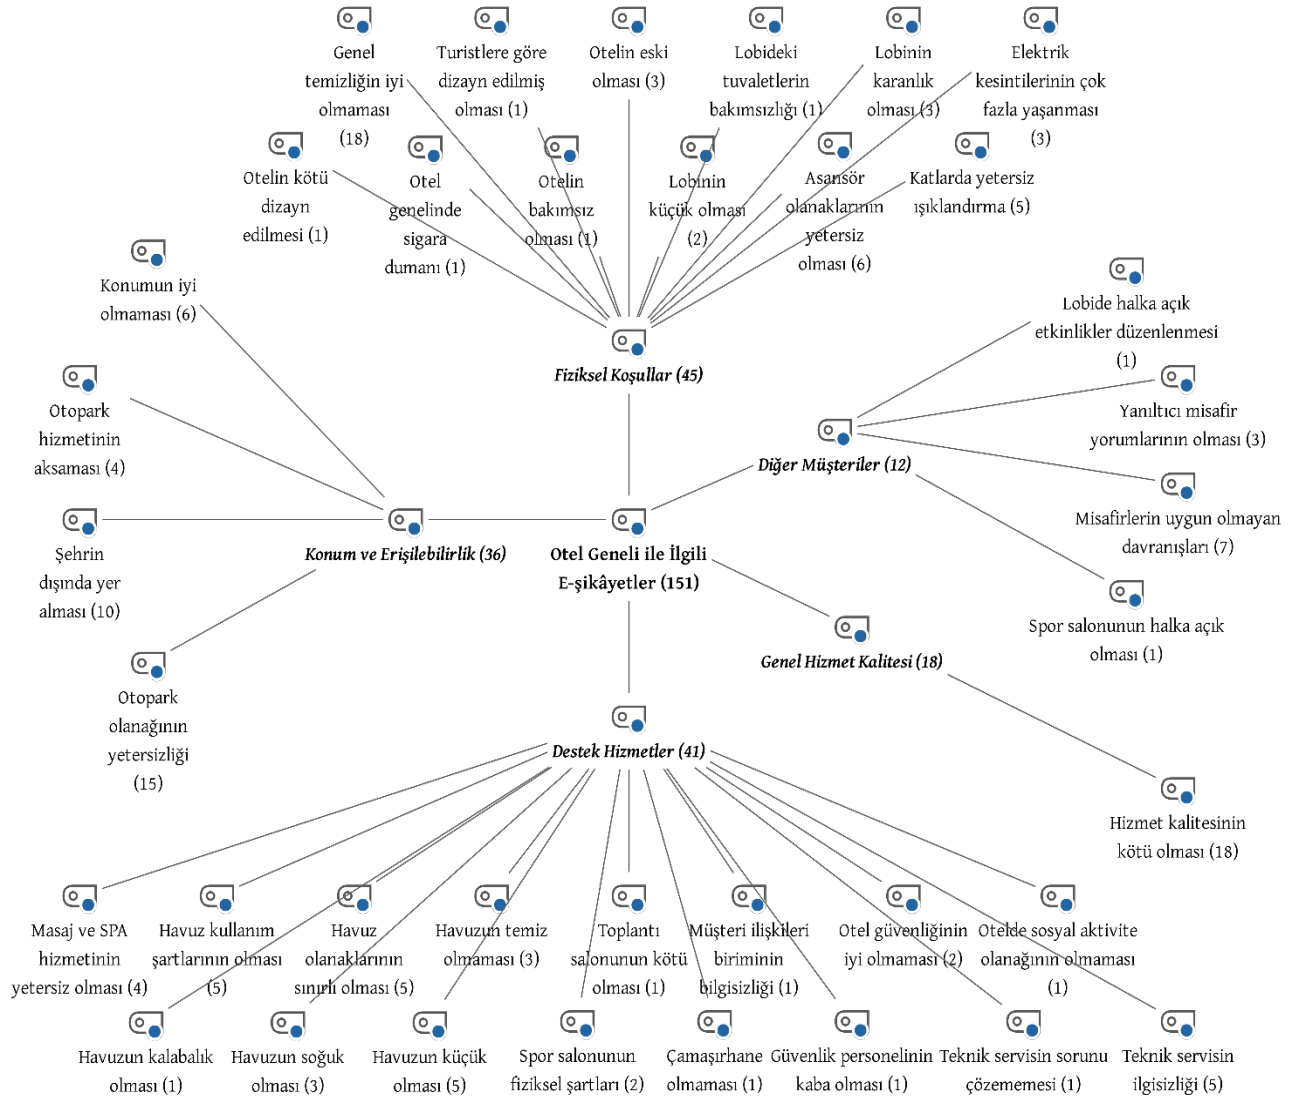 Genel
temizliğin iyi
olmaması
(18)
Turistlere göre
dizayn edilmiş
olması (1)
Otelin eski
olması (3)
Lobideki
tuvaletlerin
bakımsızlığı (1)
Lobinin
karanlık
olması (3)
Elektrik
kesintilerinin çok
fazla yaşanması
(3)
Otelin kötü
dizayn
edilmesi (1)
Otel
genelinde
sigara
dumanı (1)
Otelin
bakımsız
olması (1)
Lobinin
küçük olması
(2)
Asansör
olanaklarının
yetersiz
olması (6)
Katlarda yetersiz
ışıklandırma (5)
Konumun iyi
olmaması (6)
Lobide halka açık
etkinlikler düzenlenmesi
(1)
Fiziksel Koşullar (45)
Otopark
hizmetinin
aksaması (4)
Yanıltıcı misafir
yorumlarının olması (3)
Diğer Müşteriler (12)
Misafirlerin uygun olmayan
davranışları (7)
Şehrin
dışında yer
alması (10)
Konum ve Erişilebilirlik (36)
Otel Geneli ile İlgili
E-şikâyetler (151)
Spor salonunun halka açık
olması (1)
Genel Hizmet Kalitesi (18)
Otopark
olanağının
yetersizliği
(15)
Destek Hizmetler (41)
Hizmet kalitesinin
kötü olması (18)
Masaj ve SPA
hizmetinin
yetersiz olması (4)
Havuz kullanım
şartlarının olması
(5)
Havuz
olanaklarının
sınırlı olması (5)
Havuzun temiz
olmaması (3)
Toplantı
salonunun kötü
olması (1)
Müşteri ilişkileri
biriminin
bilgisizliği (1)
Otel güvenliğinin
iyi olmaması (2)
Otelde sosyal aktivite
olanağının olmaması
(1)
Havuzun kalabalık
olması (1)
Havuzun soğuk
olması (3)
Havuzun küçük
olması (5)
Spor salonunun
fiziksel şartları (2)
Çamaşırhane
olmaması (1)
Güvenlik personelinin
kaba olması (1)
Teknik servisin sorunu
çözememesi (1)
Teknik servisin
ilgisizliği (5)